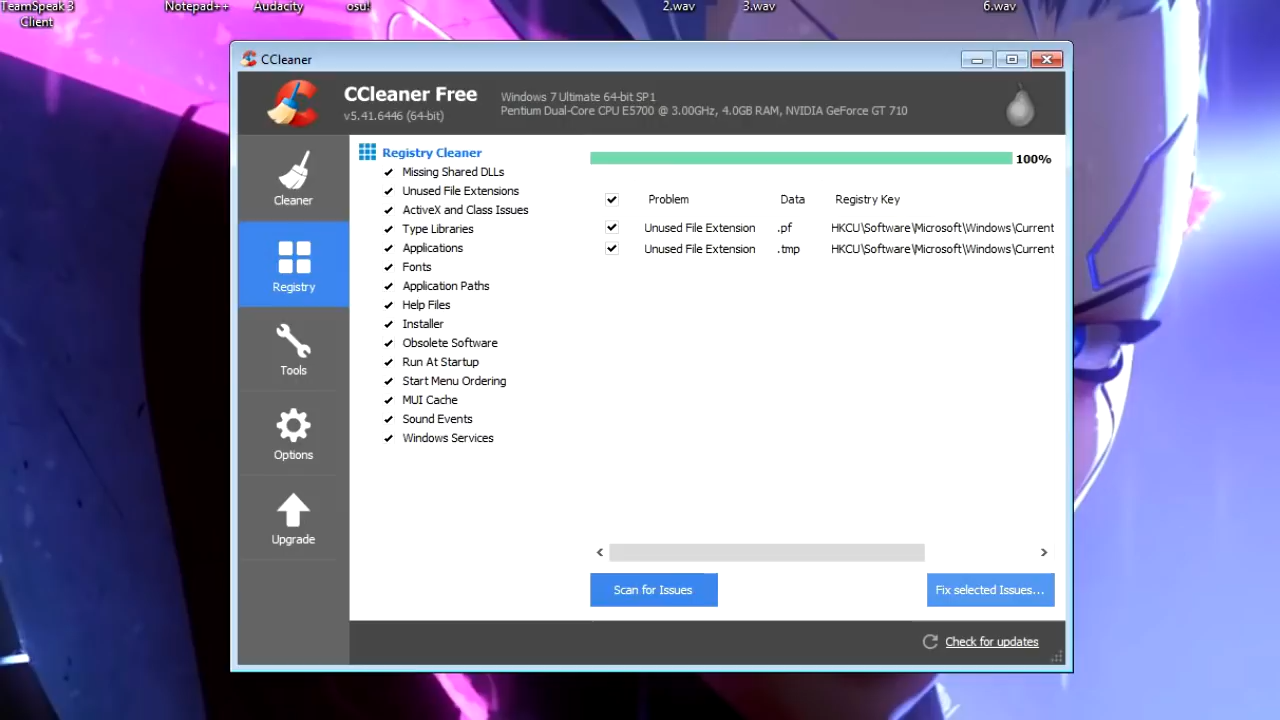 TeamSpeak 3
Client
Notepad++
Audacity
osu!
2.wav
3.wav
6.wav
CCleaner
CCleaner Free
v5.41.6446 (64-bit)
Windows 7 Ultimate 64-bit SP1
Pentium Dual-Core CPU E5700 @ 3.00GHz, 4.0GB RAM, NVIDIA GeForce GT 710
Cleaner
Registry
Tools
Options
Upgrade
Registry Cleaner
Missing Shared DLLs
Unused File Extensions
ActiveX and Class Issues
Type Libraries
Applications
Fonts
Application Paths
Help Files
Installer
Obsolete Software
Run At Startup
Start Menu Ordering
MUI Cache
Sound Events
Windows Services
100%
Problem Data Registry Key
Unused File Extension .pf HKCU\Software\Microsoft\Windows\Current
Unused File Extension .tmp HKCU\Software\Microsoft\Windows\Current
Scan for Issues
Fix selected Issues...
Check for updates